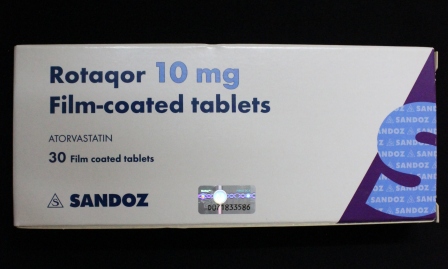 Rotaqor 10 mg
Film-coated tablets
ATORVASTATIN
30 Film coated tablets
SANDOZ